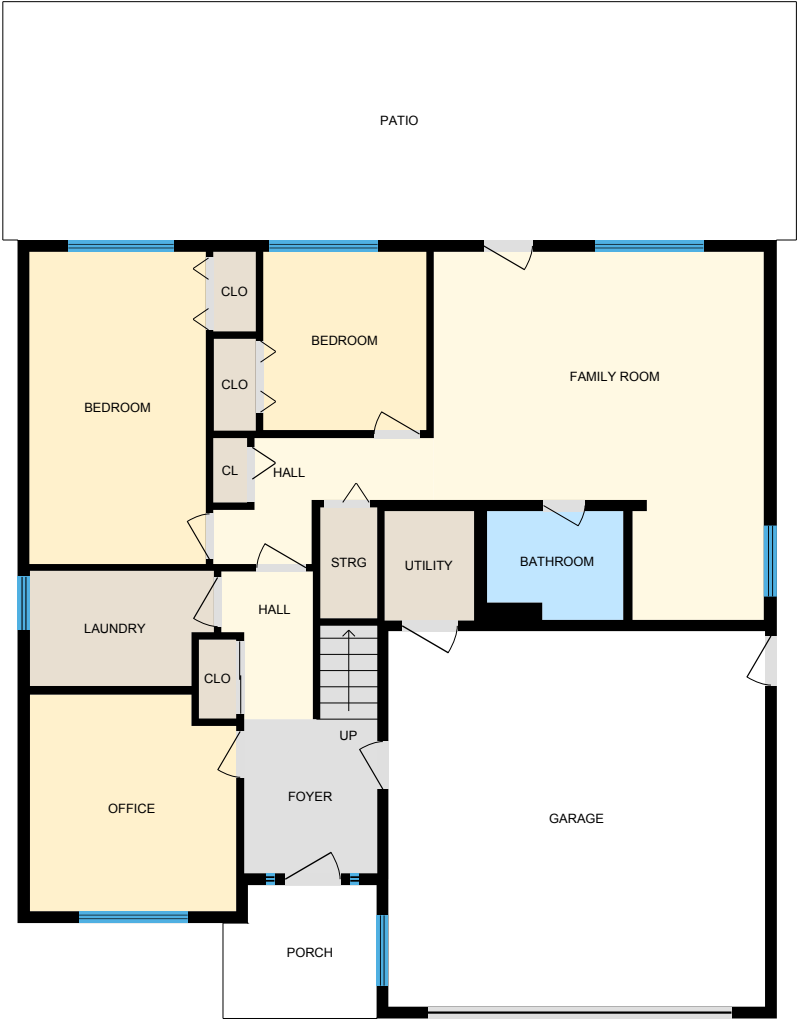 PATIO
CLO
BEDROOM
FAMILY ROOM
CLO
BEDROOM
CL
HALL
STRG
UTILITY
BATHROOM
HALL
LAUNDRY
CLO
UP
FOYER
OFFICE
GARAGE
PORCH